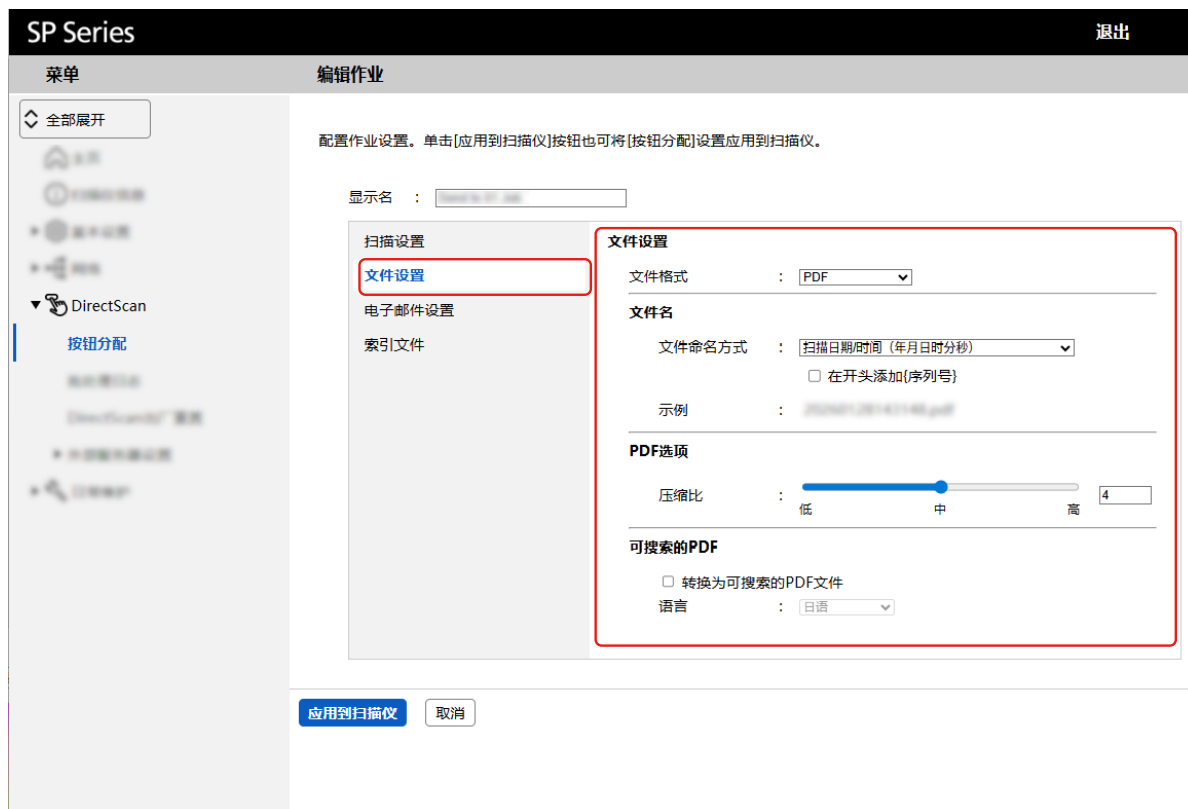 SP Series
退出
菜单
编辑作业
全部展开
配置作业设置。单击[应用到扫描仪]按钮也可将[按钮分配]设置应用到扫描仪。
显示名 :
扫描设置
文件设置
电子邮件设置
索引文件
文件设置
文件格式 : PDF
文件名
文件命名方式 : 扫描日期/时间（年月日时分秒）
在开头添加{序列号}
示例 :
PDF选项
压缩比 : 4
低 中 高
可搜索的PDF
转换为可搜索的PDF文件
语言 : 日语
DirectScan
按钮分配
应用到扫描仪
取消